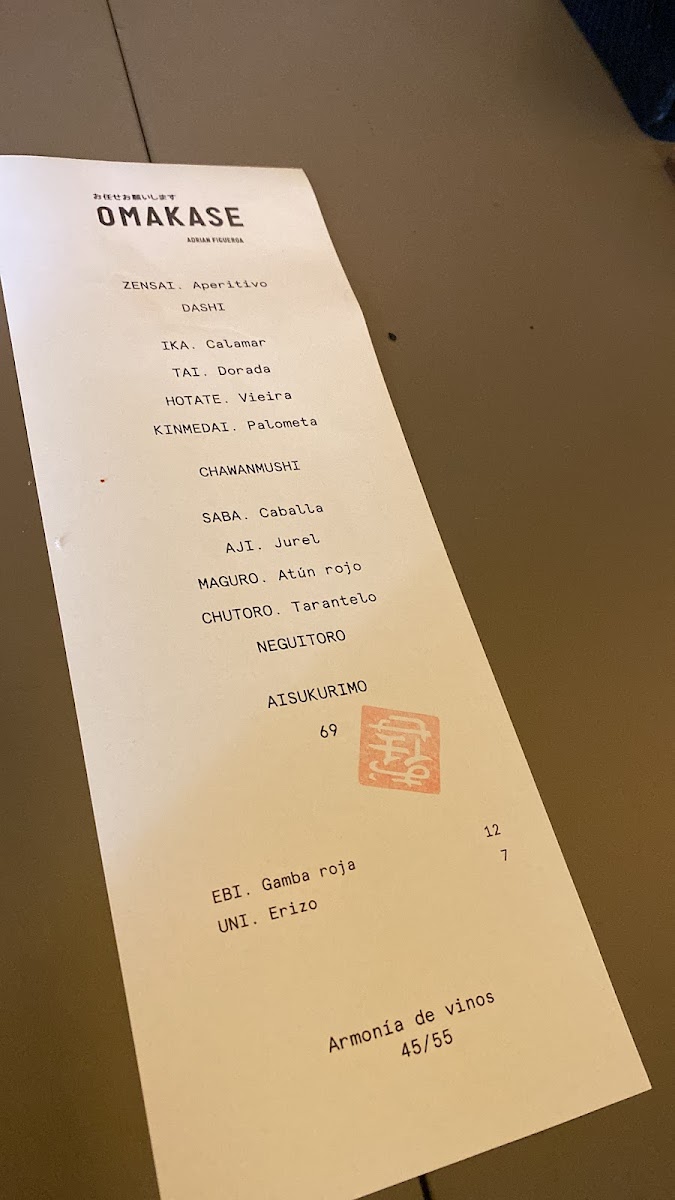 お任せお願いします
OMAKASE
ADRIAN FIGUEROA
ZENSAI. Aperitivo
DASHI
IKA. Calamar
TAI. Dorada
HOTATE. Vieira
KINMEDAI. Palometa
CHAWANMUSHI
SABA. Caballa
AJI. Jurel
MAGURO. Atún rojo
CHUTORO. Tarantelo
NEGUITORO
AISUKURIMO
69
EBI. Gamba roja 12
UNI. Erizo 7
Armonía de vinos
45/55